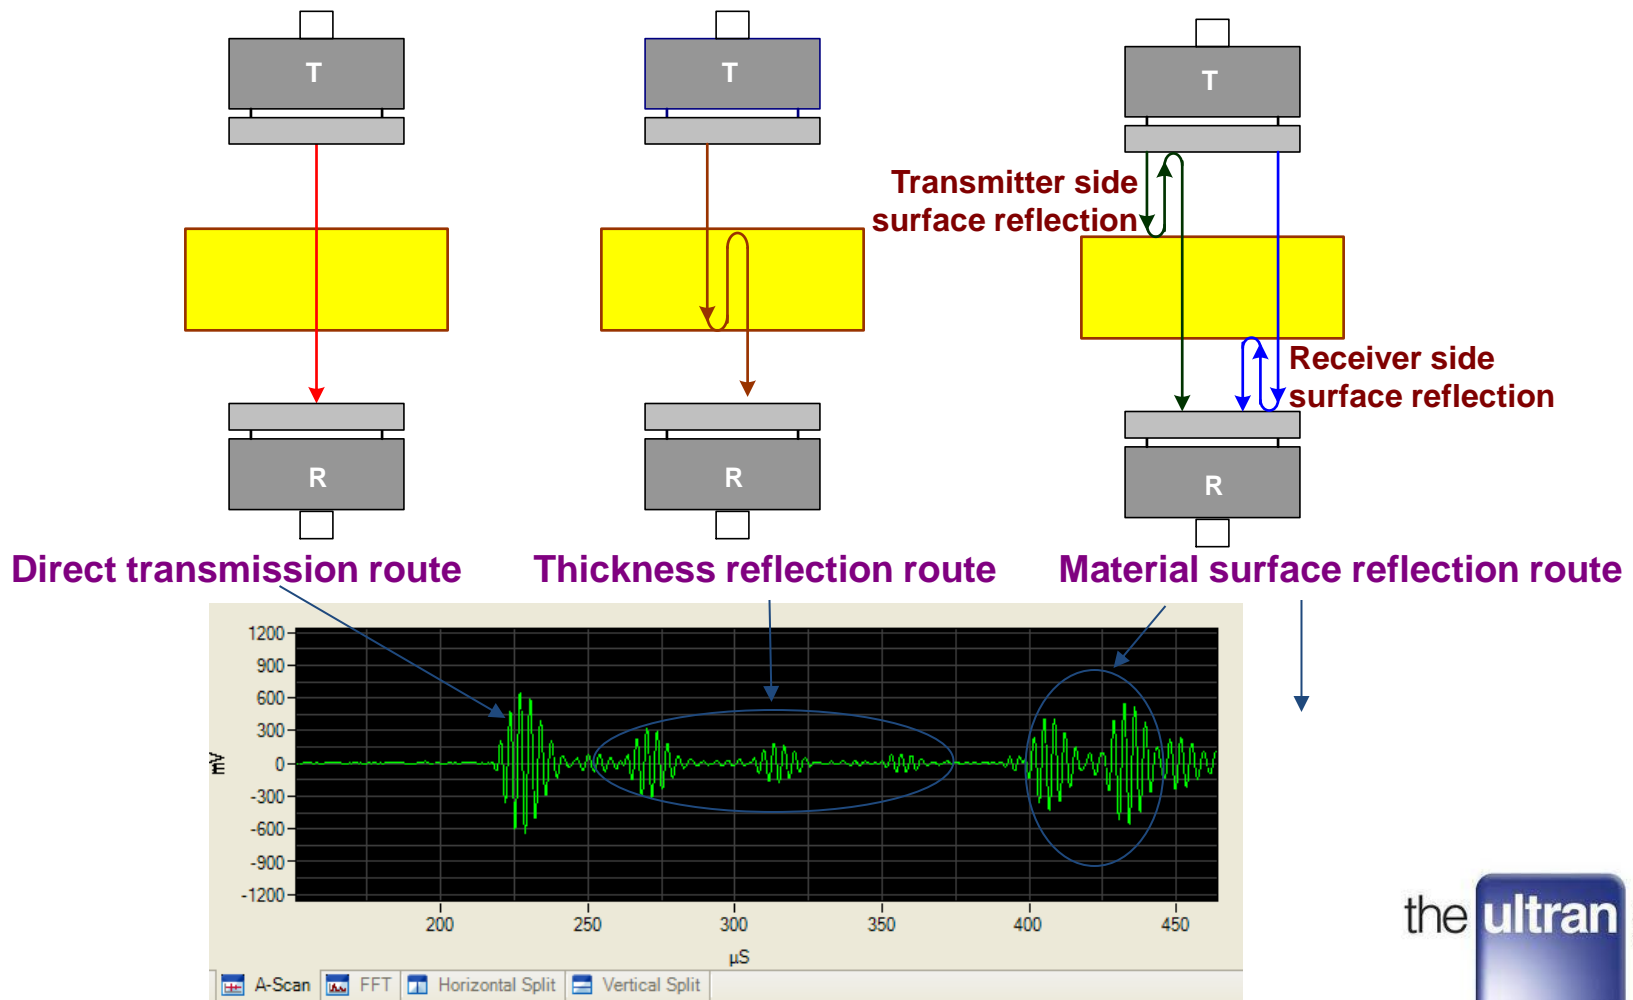 T
T
T
Transmitter side
surface reflection
Receiver side
surface reflection
R
R
R
Direct transmission route
Thickness reflection route
Material surface reflection route
1200
900
600
300
0
-300
-600
-900
-1200
mV
200
250
300
350
400
450
µS
A-Scan
FFT
Horizontal Split
Vertical Split
the ultran